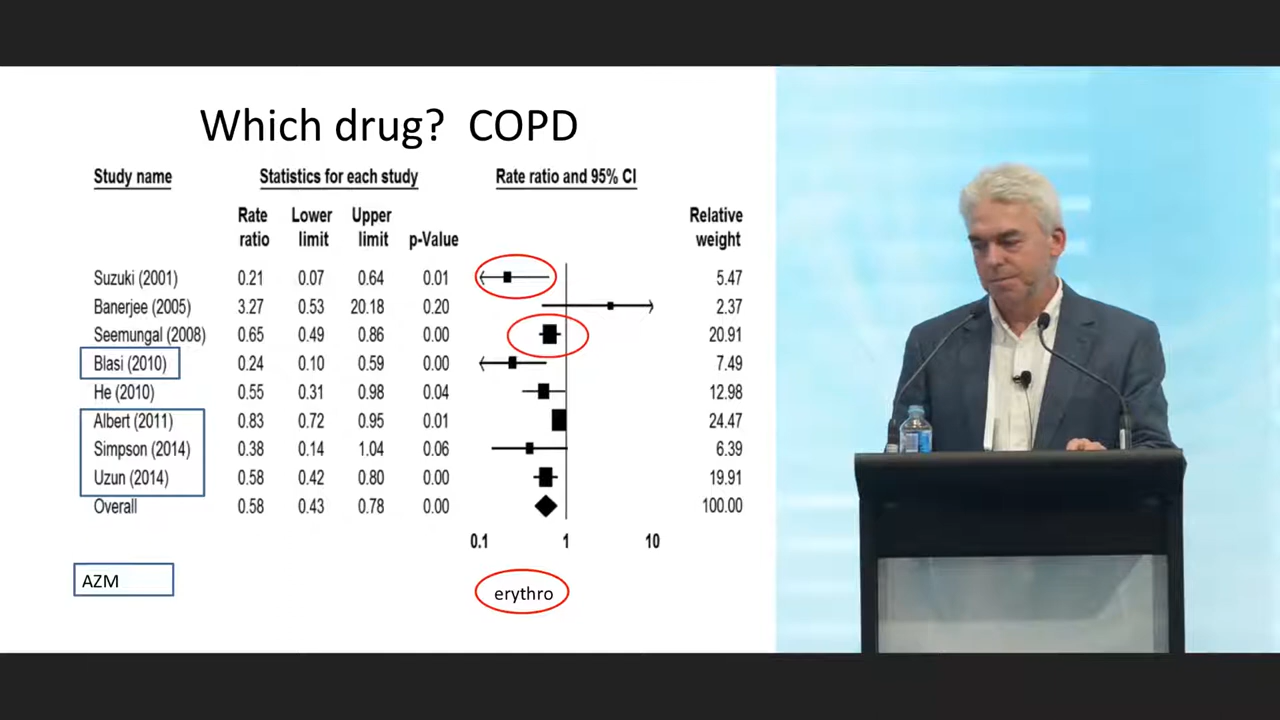 Which drug? COPD
Study name Statistics for each study Rate ratio and 95% CI
Rate ratio Lower limit Upper limit p-Value Relative weight
Suzuki (2001) 0.21 0.07 0.64 0.01 5.47
Banerjee (2005) 3.27 0.53 20.18 0.20 2.37
Seemungal (2008) 0.65 0.49 0.86 0.00 20.91
Blasi (2010) 0.24 0.10 0.59 0.00 7.49
He (2010) 0.55 0.31 0.98 0.04 12.98
Albert (2011) 0.83 0.72 0.95 0.01 24.47
Simpson (2014) 0.38 0.14 1.04 0.06 6.39
Uzun (2014) 0.58 0.42 0.80 0.00 19.91
Overall 0.58 0.43 0.78 0.00 100.00
0.1 1 10
AZM
erythro